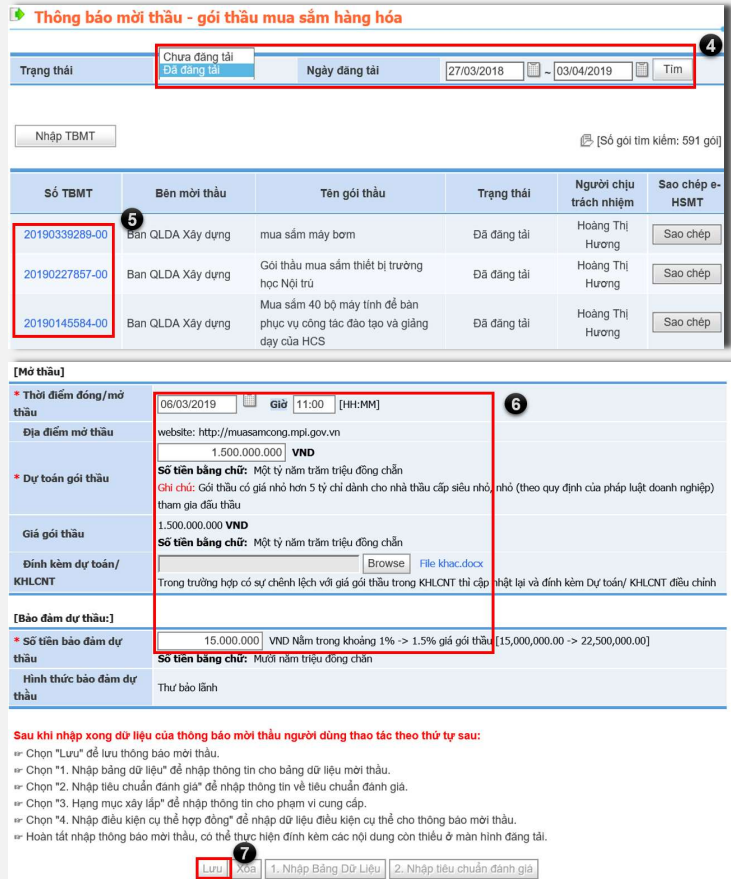 Thông báo mời thầu - gói thầu mua sắm hàng hóa
4
Trạng thái
Chưa đăng tải
Đã đăng tải
Ngày đăng tải
27/03/2018 ~ 03/04/2019 Tìm
Nhập TBMT
[Số gói tìm kiếm: 591 gói]
Số TBMT Bên mời thầu Tên gói thầu Trạng thái Người chịu trách nhiệm Sao chép e-HSMT
5
20190339289-00 Ban QLDA Xây dựng mua sắm máy bơm Đã đăng tải Hoàng Thị Hương Sao chép
20190227857-00 Ban QLDA Xây dựng Gói thầu mua sắm thiết bị trường học Nội trú Đã đăng tải Hoàng Thị Hương Sao chép
20190145584-00 Ban QLDA Xây dựng Mua sắm 40 bộ máy tính để bàn phục vụ công tác đào tạo và giảng dạy của HCS Đã đăng tải Hoàng Thị Hương Sao chép
[Mở thầu]
* Thời điểm đóng/mở thầu 06/03/2019 Giờ 11:00 [HH:MM]
6
Địa điểm mở thầu website: http://muasamcong.mpi.gov.vn
* Dự toán gói thầu 1.500.000.000 VND
Số tiền bằng chữ: Một tỷ năm trăm triệu đồng chẵn
Ghi chú: Gói thầu có giá nhỏ hơn 5 tỷ chỉ dành cho nhà thầu cấp siêu nhỏ, nhỏ (theo quy định của pháp luật doanh nghiệp)
tham gia đấu thầu
Giá gói thầu 1.500.000.000 VND
Số tiền bằng chữ: Một tỷ năm trăm triệu đồng chẵn
Đính kèm dự toán/ KHLCNT Browse File khac.docx
Trong trường hợp có sự chênh lệch với giá gói thầu trong KHLCNT thì cập nhật lại và đính kèm Dự toán/ KHLCNT điều chỉnh
[Bảo đảm dự thầu:]
* Số tiền bảo đảm dự thầu 15.000.000 VND Nằm trong khoảng 1% -> 1.5% giá gói thầu [15,000,000.00 -> 22,500,000.00]
Số tiền bằng chữ: Mười năm triệu đồng chẵn
Hình thức bảo đảm dự thầu Thư bảo lãnh
Sau khi nhập xong dữ liệu của thông báo mời thầu người dùng thao tác theo thứ tự sau:
☞ Chọn "Lưu" để lưu thông báo mời thầu.
☞ Chọn "1. Nhập bảng dữ liệu" để nhập thông tin cho bảng dữ liệu mời thầu.
☞ Chọn "2. Nhập tiêu chuẩn đánh giá" để nhập thông tin về tiêu chuẩn đánh giá.
☞ Chọn "3. Hạng mục xây lắp" để nhập thông tin cho phạm vi cung cấp.
☞ Chọn "4. Nhập điều kiện cụ thể hợp đồng" để nhập dữ liệu điều kiện cụ thể cho thông báo mời thầu.
☞ Hoàn tất nhập thông báo mời thầu, có thể thực hiện đính kèm các nội dung còn thiếu ở màn hình đăng tải.
7
Lưu Xóa 1. Nhập Bảng Dữ Liệu 2. Nhập tiêu chuẩn đánh giá